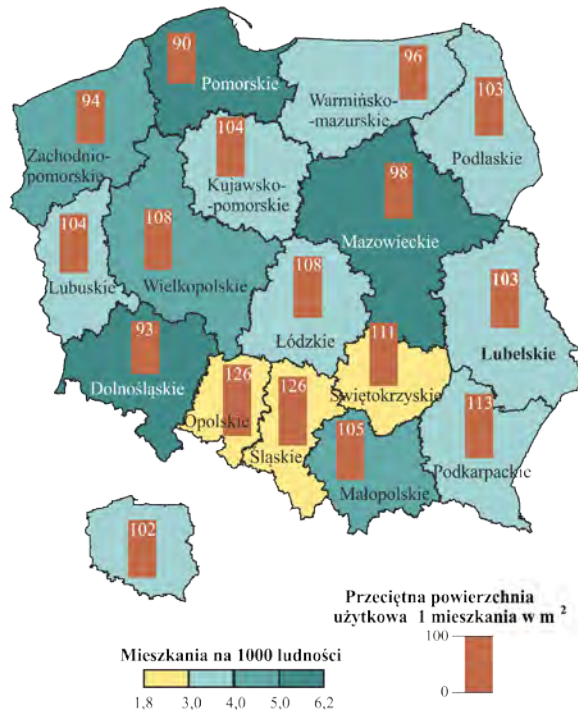 90
Pomorskie
96
Warmińsko-
-mazurskie
103
Podlaskie
94
Zachodnio-
pomorskie
104
Kujawsko-
-pomorskie
98
Mazowieckie
104
Lubuskie
108
Wielkopolskie
108
Łódzkie
103
Lubelskie
93
Dolnośląskie
126
Opolskie
126
Śląskie
111
Świętokrzyskie
105
Małopolskie
113
Podkarpackie
102
Przeciętna powierzchnia
użytkowa 1 mieszkania w m²
100
0
Mieszkania na 1000 ludności
1,8 3,0 4,0 5,0 6,2